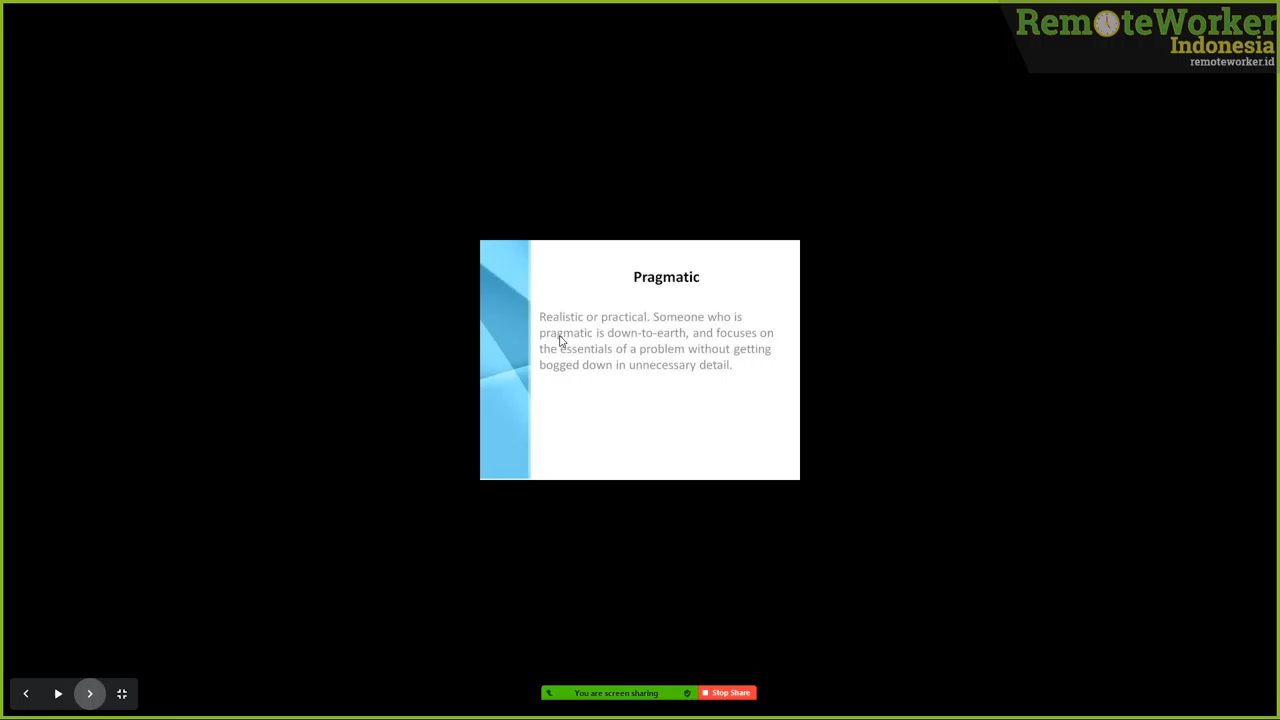 RemoteWorker
Indonesia
remoteworker.id
Pragmatic
Realistic or practical. Someone who is
pragmatic is down-to-earth, and focuses on
the essentials of a problem without getting
bogged down in unnecessary detail.
You are screen sharing
Stop Share